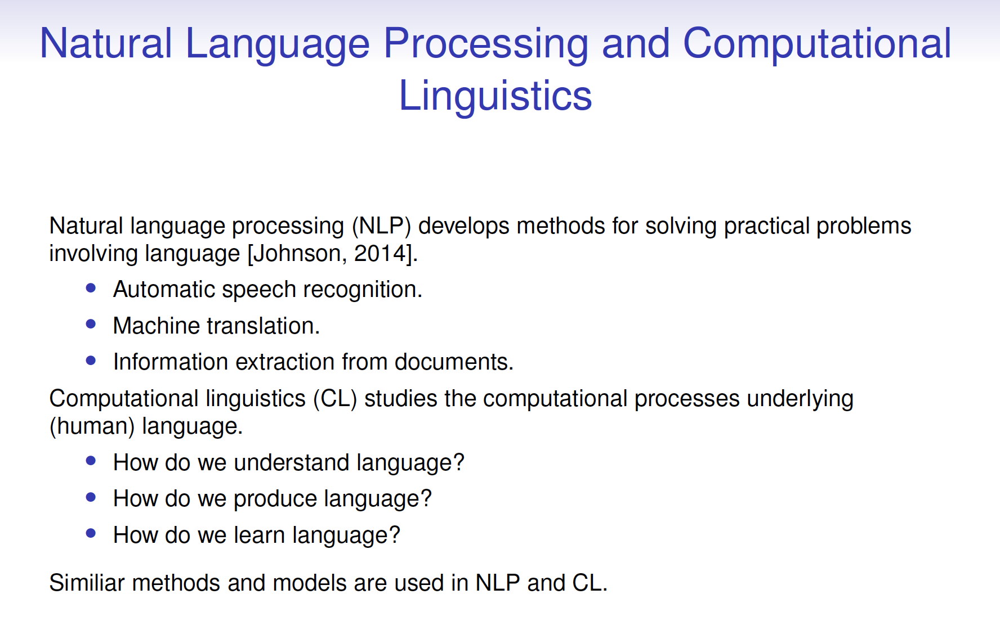 Natural Language Processing and Computational
Linguistics
Natural language processing (NLP) develops methods for solving practical problems
involving language [Johnson, 2014].
• Automatic speech recognition.
• Machine translation.
• Information extraction from documents.
Computational linguistics (CL) studies the computational processes underlying
(human) language.
• How do we understand language?
• How do we produce language?
• How do we learn language?
Similiar methods and models are used in NLP and CL.